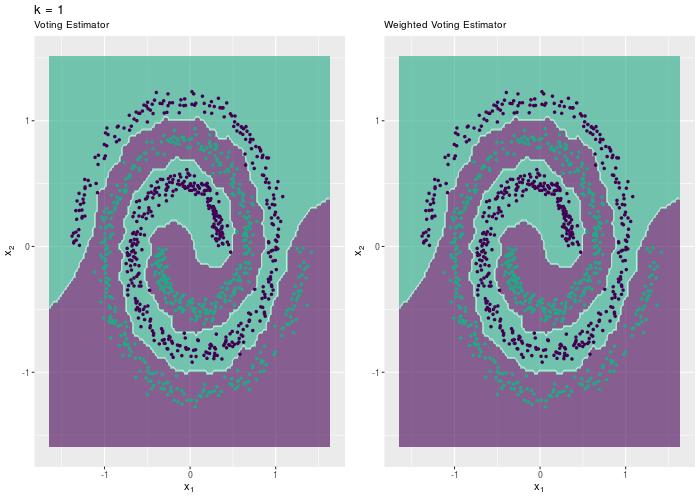 k = 1
Voting Estimator
Weighted Voting Estimator
1
0
-1
x₂
-1
0
1
x₁
1
0
-1
x₂
-1
0
1
x₁